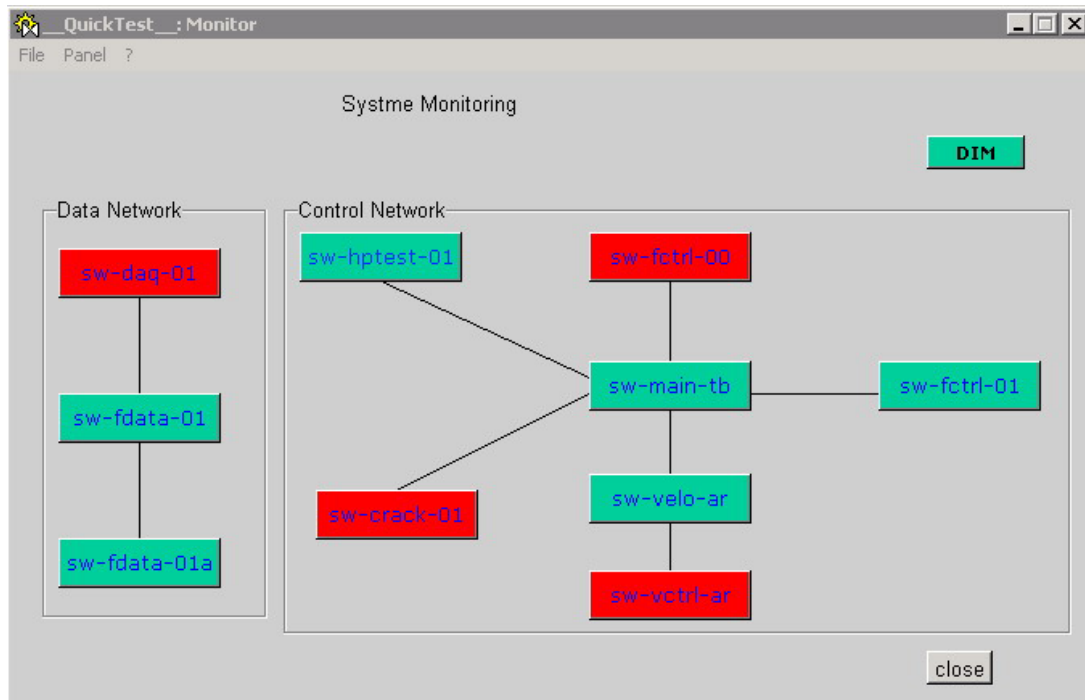 __QuickTest__: Monitor
File Panel ?
Systme Monitoring
DIM
Data Network
sw-daq-01
sw-fdata-01
sw-fdata-01a
Control Network
sw-hptest-01
sw-fctrl-00
sw-main-tb
sw-fctrl-01
sw-crack-01
sw-velo-ar
sw-vctrl-ar
close